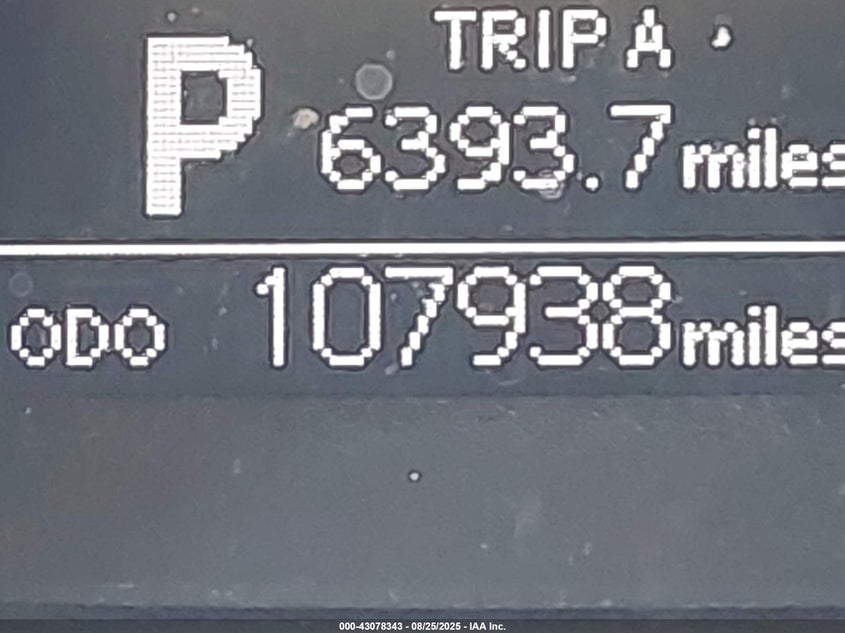 TRIP A
P 6393.7 miles
ODO 107938 miles
000-43078343 - 08/25/2025 - IAA Inc.